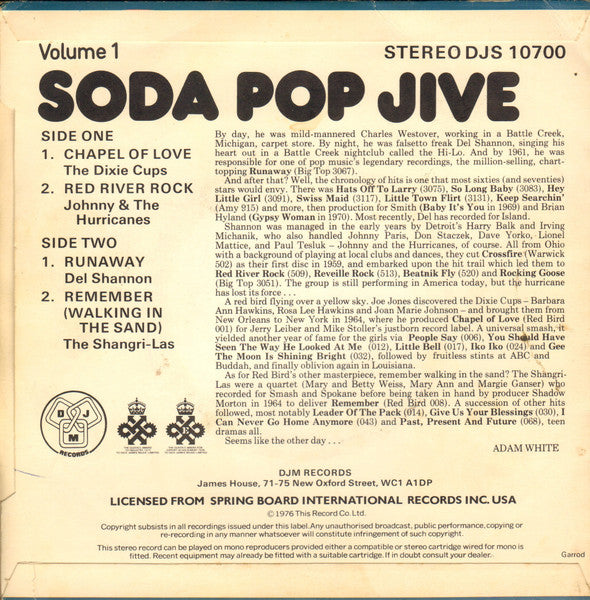 Volume 1
STEREO DJS 10700
SODA POP JIVE
SIDE ONE
1. CHAPEL OF LOVE
The Dixie Cups
2. RED RIVER ROCK
Johnny & The
Hurricanes
SIDE TWO
1. RUNAWAY
Del Shannon
2. REMEMBER
(WALKING IN
THE SAND)
The Shangri-Las
By day, he was mild-mannered Charles Westover, working in a Battle Creek,
Michigan, carpet store. By night, he was falsetto freak Del Shannon, singing his
heart out in a Battle Creek nightclub called the Hi-Lo. And by 1961, he was
responsible for one of pop music's legendary recordings, the million-selling, chart-
topping Runaway (Big Top 3067).
And after that? Well, the chronology of hits is one that most sixties (and seventies)
stars would envy. There was Hats Off To Larry (3075), So Long Baby (3083), Hey
Little Girl (3091), Swiss Maid (3117), Little Town Flirt (3131), Keep Searchin'
(Amy 915) and more, then production for Smith (Baby It's You in 1969) and Brian
Hyland (Gypsy Woman in 1970). Most recently, Del has recorded for Island.
Shannon was managed in the early years by Detroit's Harry Balk and Irving
Michanik, who also handled Johnny Paris, Don Staczek, Dave Yorko, Lionel
Mattice, and Paul Tesluk – Johnny and the Hurricanes, of course. All from Ohio
with a background of playing at local clubs and dances, they cut Crossfire (Warwick
502) as their first disc in 1959, and embarked upon the hit trail which led them to
Red River Rock (509), Reveille Rock (513), Beatnik Fly (520) and Rocking Goose
(Big Top 3051). The group is still performing in America today, but the hurricane
has lost its force . . .
A red bird flying over a yellow sky. Joe Jones discovered the Dixie Cups – Barbara
Ann Hawkins, Rosa Lee Hawkins and Joan Marie Johnson – and brought them from
New Orleans to New York in 1964, where he produced Chapel of Love (Red Bird
001) for Jerry Leiber and Mike Stoller's justborn record label. A universal smash, it
yielded another year of fame for the girls via People Say (006), You Should Have
Seen The Way He Looked At Me (012), Little Bell (017), Iko Iko (024) and Gee
The Moon Is Shining Bright (032), followed by fruitless stints at ABC and
Buddah, and finally oblivion again in Louisiana.
As for Red Bird's other masterpiece, remember walking in the sand? The Shangri-
Las were a quartet (Mary and Betty Weiss, Mary Ann and Margie Ganser) who
recorded for Smash and Spokane before being taken in hand by producer Shadow
Morton in 1964 to deliver Remember (Red Bird 008). A succession of other hits
followed, most notably Leader Of The Pack (014), Give Us Your Blessings (030), I
Can Never Go Home Anymore (043) and Past, Present And Future (068), teen
dramas all.
Seems like the other day . . .
ADAM WHITE
DJM
RECORDS
DJM RECORDS
James House, 71-75 New Oxford Street, WC1 A1DP
LICENSED FROM SPRING BOARD INTERNATIONAL RECORDS INC. USA
© 1976 This Record Co. Ltd.
Copyright subsists in all recordings issued under this label. Any unauthorised broadcast, public performance, copying or
re-recording in any manner whatsoever will constitute infringement of such copyright.
This stereo record can be played on mono reproducers provided either a compatible or stereo cartridge wired for mono is
fitted. Recent equipment may already be fitted with a suitable cartridge. If in doubt consult your dealer.
Garrod